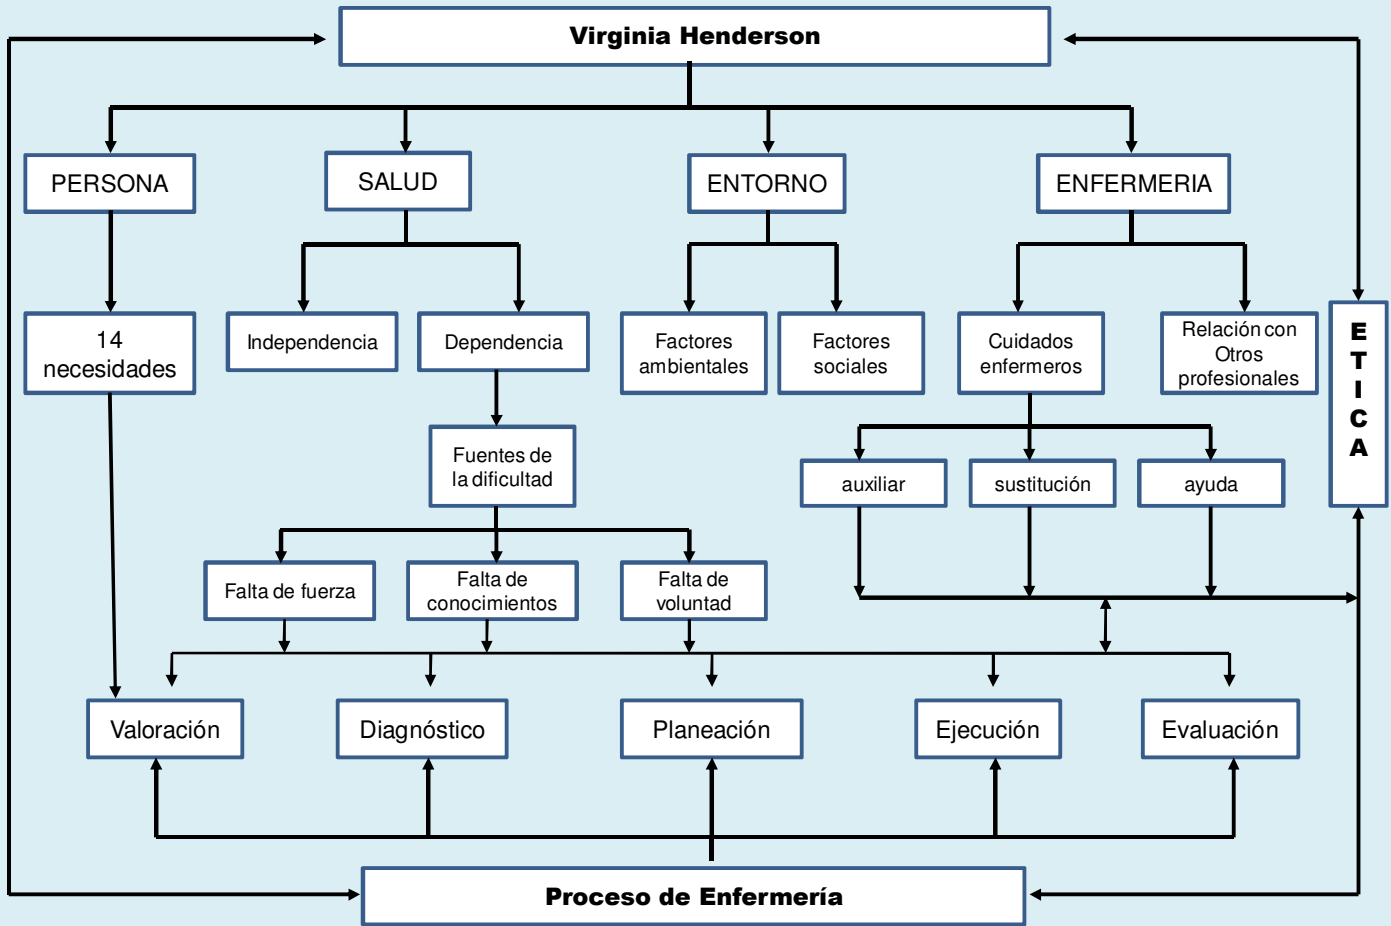 Virginia Henderson
PERSONA
SALUD
ENTORNO
ENFERMERIA
14
necesidades
Independencia
Dependencia
Factores
ambientales
Factores
sociales
Cuidados
enfermeros
Relación con
Otros
profesionales
E
T
I
C
A
Fuentes de
la dificultad
auxiliar
sustitución
ayuda
Falta de fuerza
Falta de
conocimientos
Falta de
voluntad
Valoración
Diagnóstico
Planeación
Ejecución
Evaluación
Proceso de Enfermería